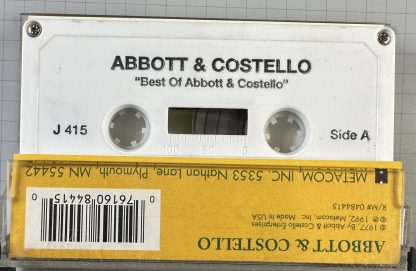 ABBOTT & COSTELLO
"Best Of Abbott & Costello"
J 415
Side A
100 50 0
METACOM, INC. 5353 Nathan Lane, Plymouth, MN 55442
R/M# 0484415
℗ 1977 By Abbott & Costello Enterprises
© 1992, Metacom, Inc. Made in USA
0 76160 84415 0
ABBOTT & COSTELLO